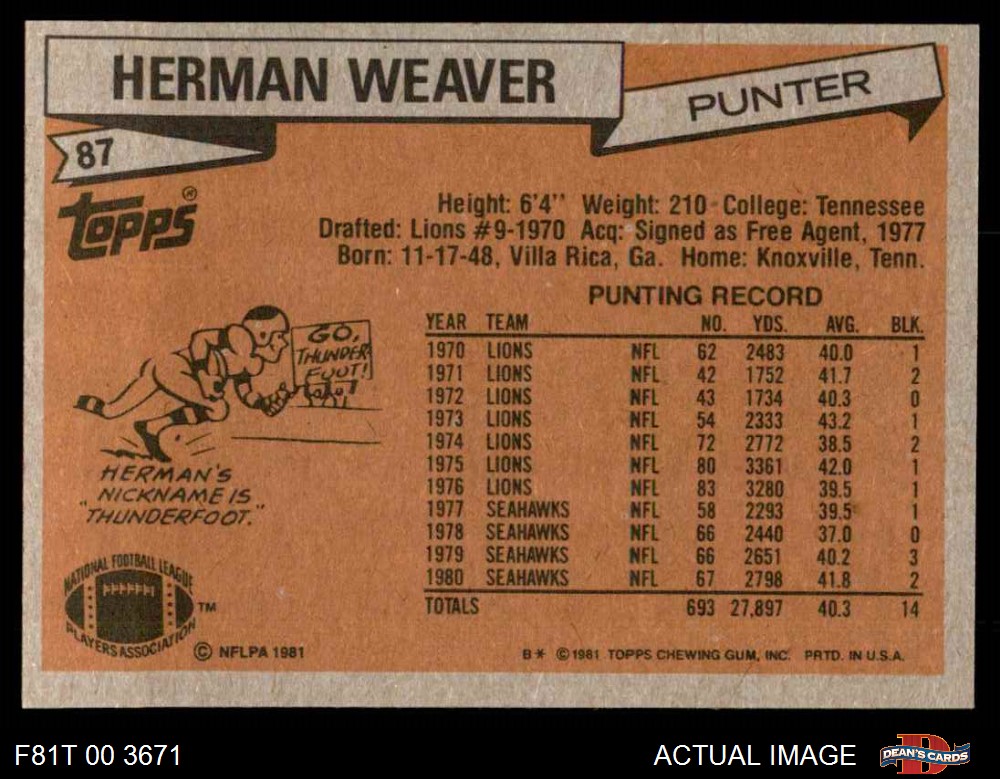 HERMAN WEAVER
PUNTER
87
TOPPS®
Height: 6'4'' Weight: 210 College: Tennessee
Drafted: Lions #9-1970 Acq: Signed as Free Agent, 1977
Born: 11-17-48, Villa Rica, Ga. Home: Knoxville, Tenn.
PUNTING RECORD
YEAR TEAM NO. YDS. AVG. BLK.
1970 LIONS NFL 62 2483 40.0 1
1971 LIONS NFL 42 1752 41.7 2
1972 LIONS NFL 43 1734 40.3 0
1973 LIONS NFL 54 2333 43.2 1
1974 LIONS NFL 72 2772 38.5 2
1975 LIONS NFL 80 3361 42.0 1
1976 LIONS NFL 83 3280 39.5 1
1977 SEAHAWKS NFL 58 2293 39.5 1
1978 SEAHAWKS NFL 66 2440 37.0 0
1979 SEAHAWKS NFL 66 2651 40.2 3
1980 SEAHAWKS NFL 67 2798 41.8 2
TOTALS 693 27,897 40.3 14
GO,
THUNDER
FOOT!
HERMAN'S
NICKNAME IS
"THUNDERFOOT."
NATIONAL FOOTBALL LEAGUE
PLAYERS ASSOCIATION
TM
© NFLPA 1981
B* © 1981 TOPPS CHEWING GUM, INC. PRTD. IN U.S.A.
F81T 00 3671
ACTUAL IMAGE
D
DEAN'S CARDS